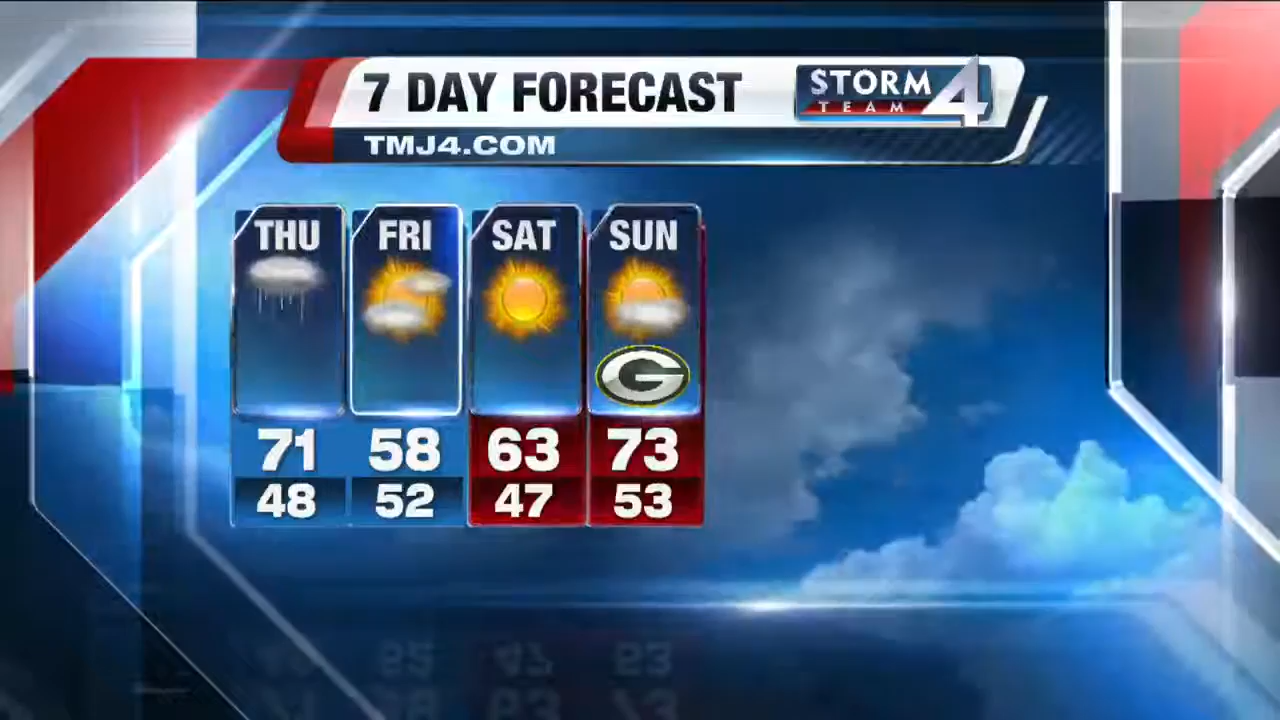 7 DAY FORECAST
STORM 4
TEAM
TMJ4.COM
THU FRI SAT SUN
G
71 58 63 73
48 52 47 53